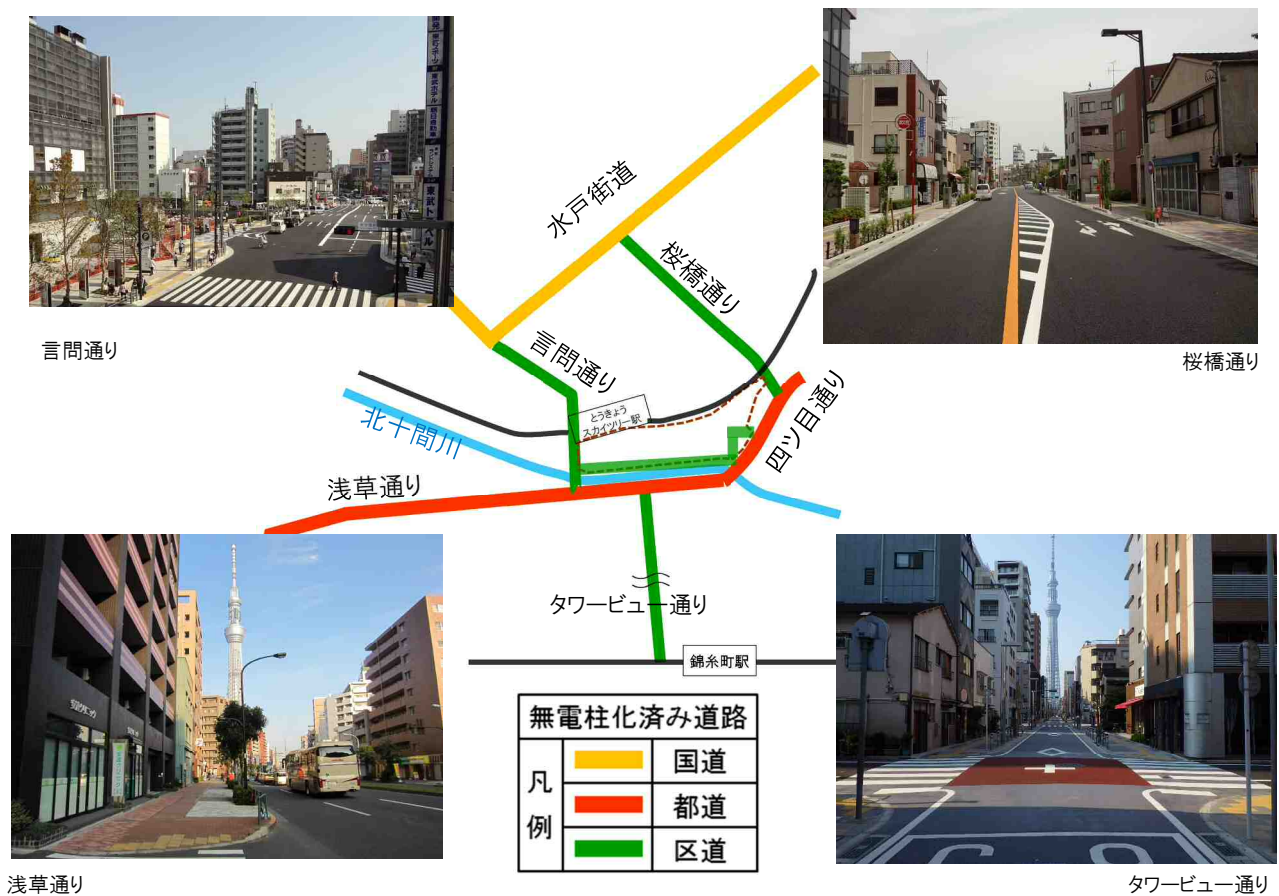 言問通り
桜橋通り
水戸街道
桜橋通り
言問通り
とうきょう
スカイツリー駅
北十間川
四ツ目通り
浅草通り
タワービュー通り
錦糸町駅
無電柱化済み道路
凡例
国道
都道
区道
浅草通り
タワービュー通り